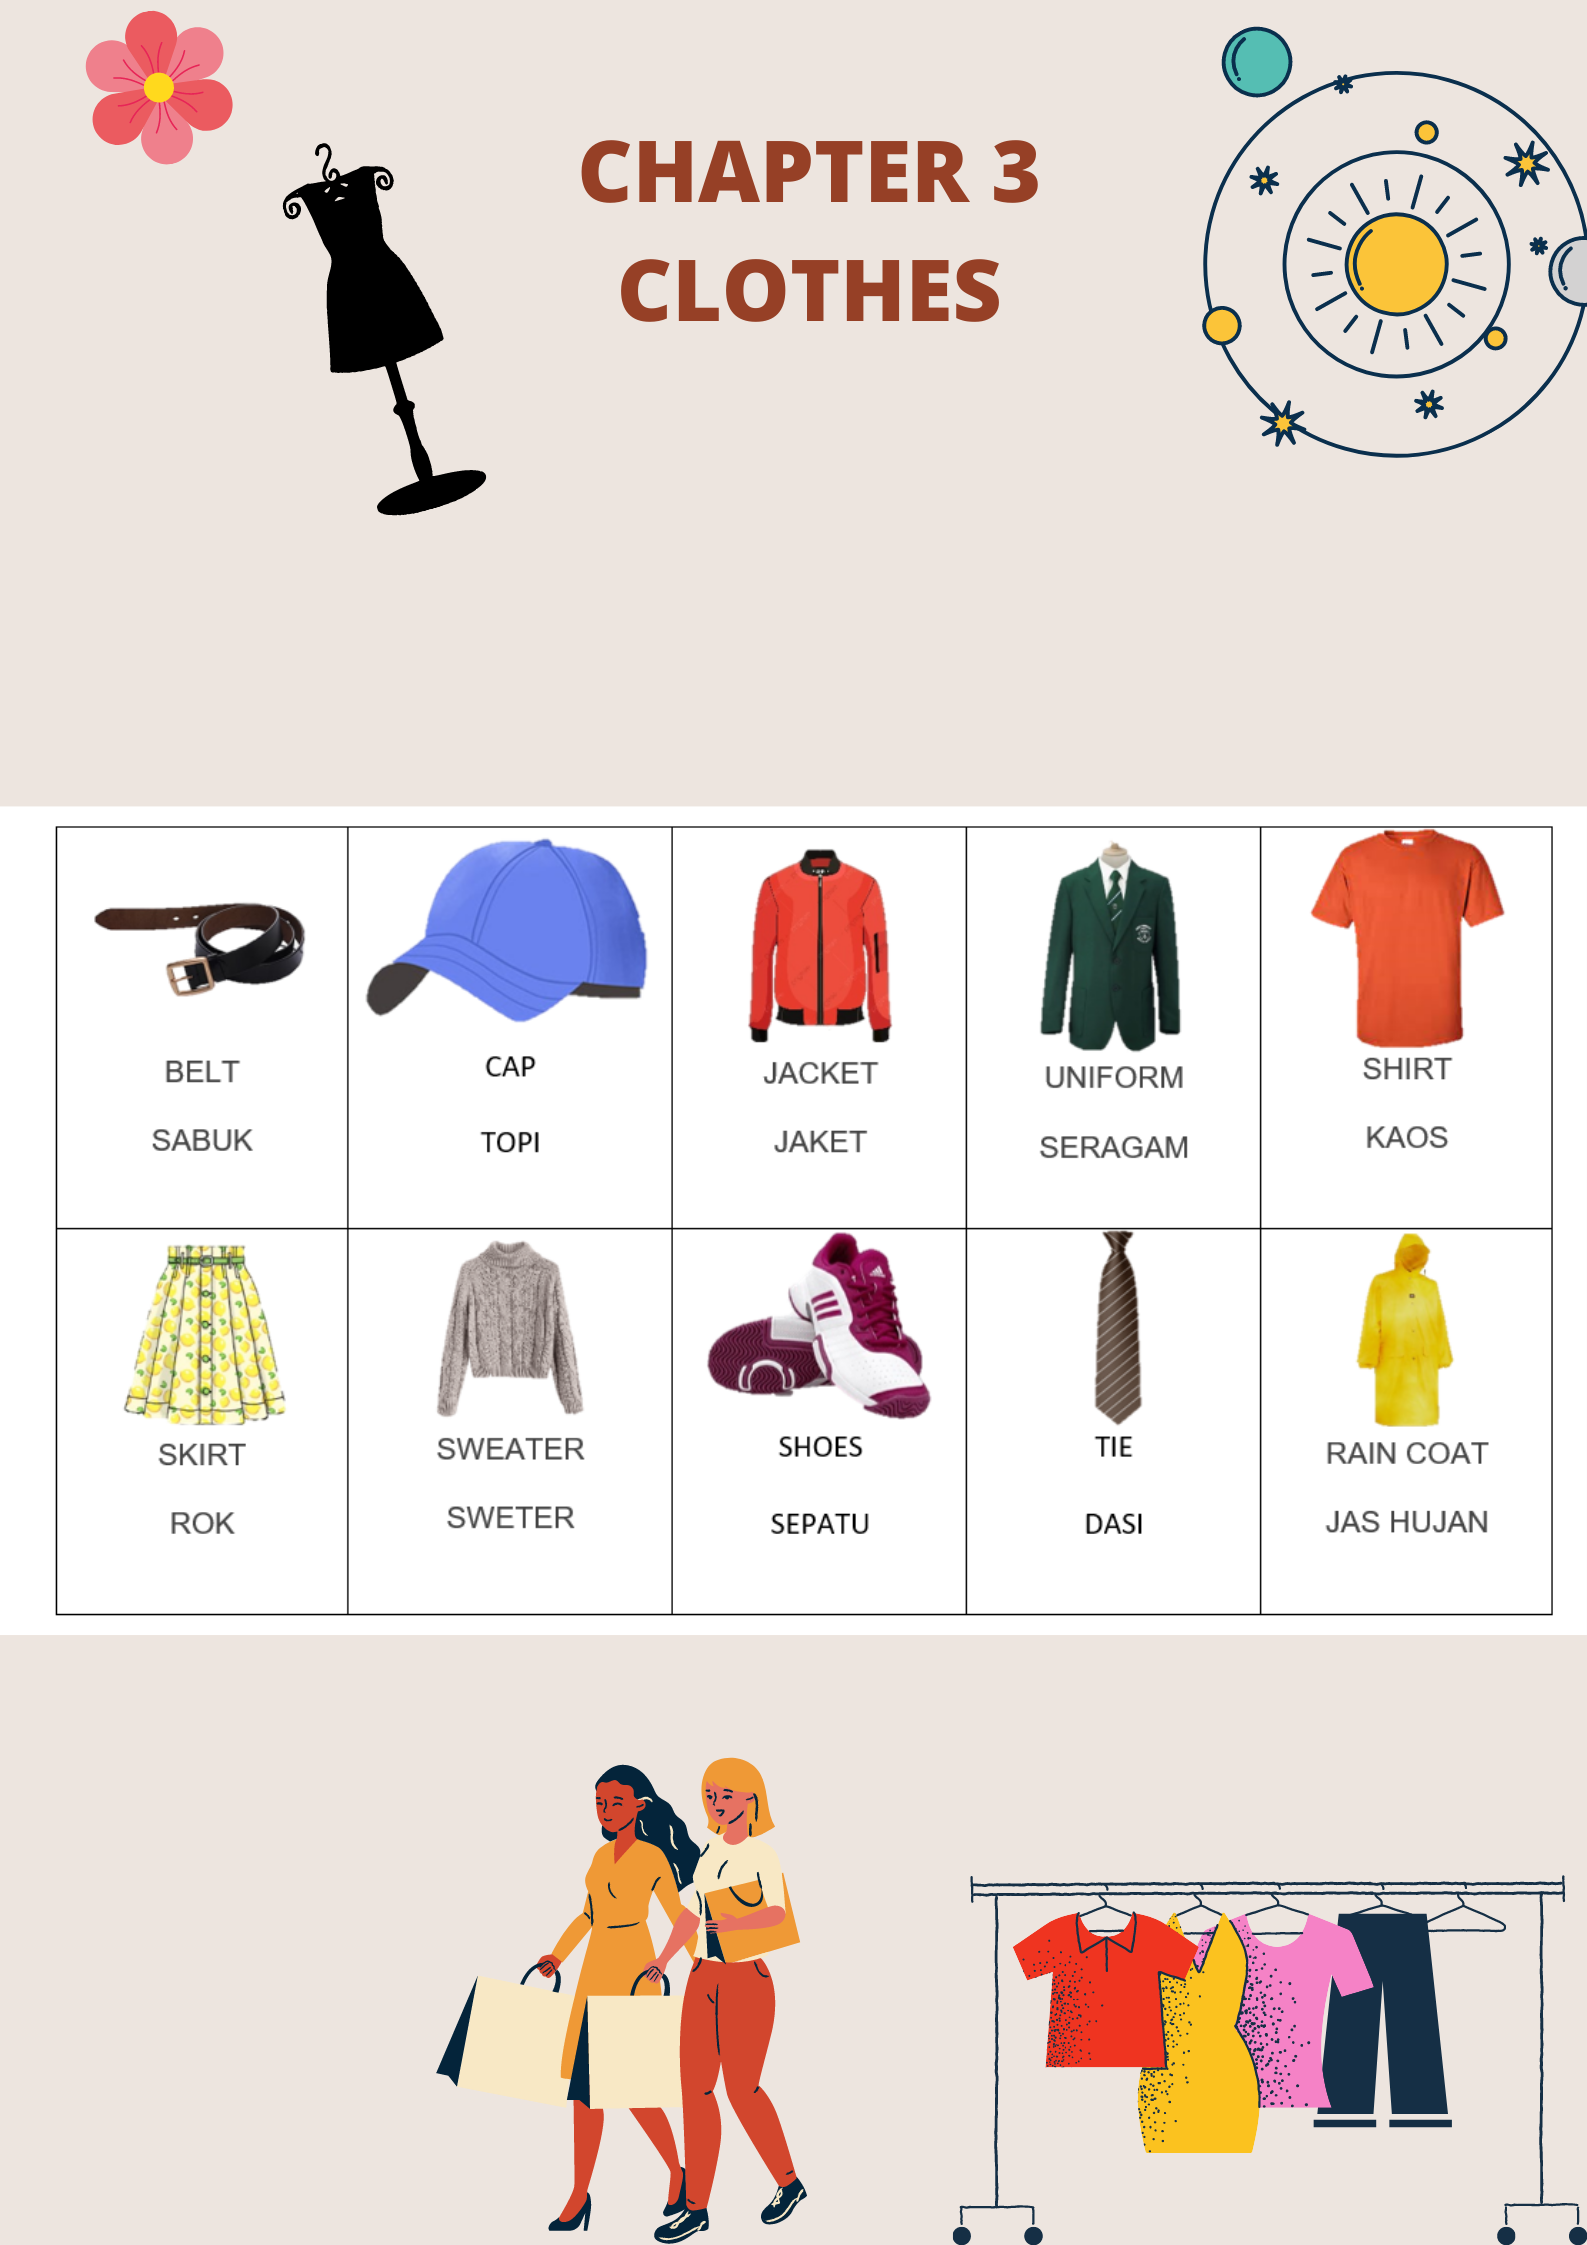 CHAPTER 3
CLOTHES
BELT
SABUK
CAP
TOPI
JACKET
JAKET
UNIFORM
SERAGAM
SHIRT
KAOS
SKIRT
ROK
SWEATER
SWETER
SHOES
SEPATU
TIE
DASI
RAIN COAT
JAS HUJAN